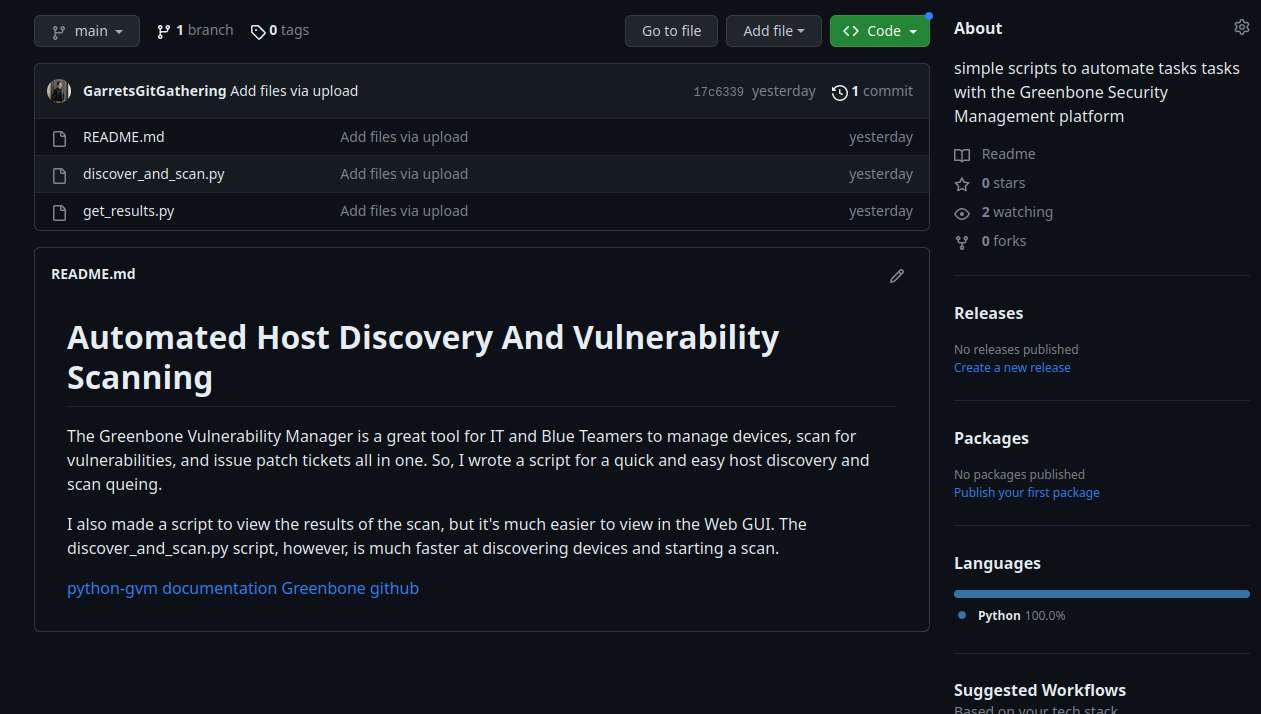 main
1 branch
0 tags
Go to file
Add file
Code
GarretsGitGathering Add files via upload
17c6339 yesterday
1 commit
README.md Add files via upload yesterday
discover_and_scan.py Add files via upload yesterday
get_results.py Add files via upload yesterday
README.md
Automated Host Discovery And Vulnerability
Scanning
The Greenbone Vulnerability Manager is a great tool for IT and Blue Teamers to manage devices, scan for
vulnerabilities, and issue patch tickets all in one. So, I wrote a script for a quick and easy host discovery and
scan queing.
I also made a script to view the results of the scan, but it's much easier to view in the Web GUI. The
discover_and_scan.py script, however, is much faster at discovering devices and starting a scan.
python-gvm documentation Greenbone github
About
simple scripts to automate tasks tasks
with the Greenbone Security
Management platform
Readme
0 stars
2 watching
0 forks
Releases
No releases published
Create a new release
Packages
No packages published
Publish your first package
Languages
Python 100.0%
Suggested Workflows
Based on your tech stack